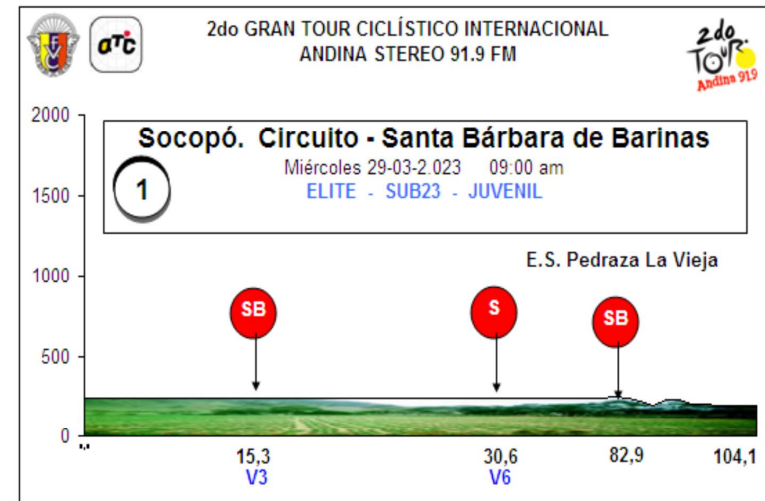 2do GRAN TOUR CICLÍSTICO INTERNACIONAL
ANDINA STEREO 91.9 FM
aTc
2do
TOUR
Andina 919
2000
Socopó. Circuito - Santa Bárbara de Barinas
Miércoles 29-03-2.023 09:00 am
1
ELITE - SUB23 - JUVENIL
1500
E.S. Pedraza La Vieja
1000
SB
S
SB
500
0
15,3
30,6
82,9
104,1
V3
V6